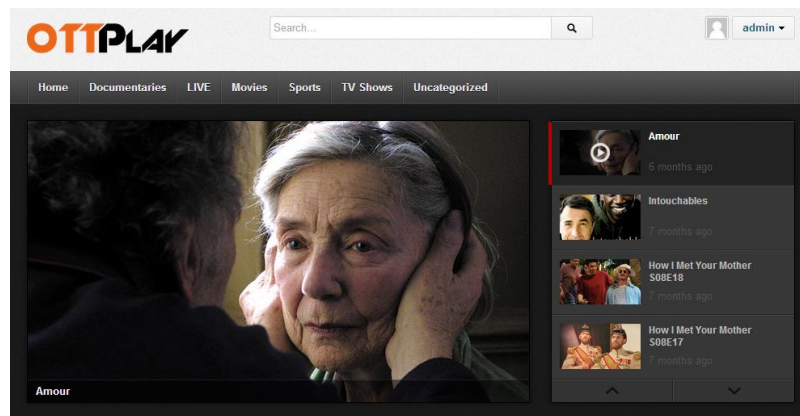 OTTPLAY
Search...
admin
Home Documentaries LIVE Movies Sports TV Shows Uncategorized
Amour
Amour
6 months ago
Intouchables
7 months ago
How I Met Your Mother
S08E18
7 months ago
How I Met Your Mother
S08E17
7 months ago